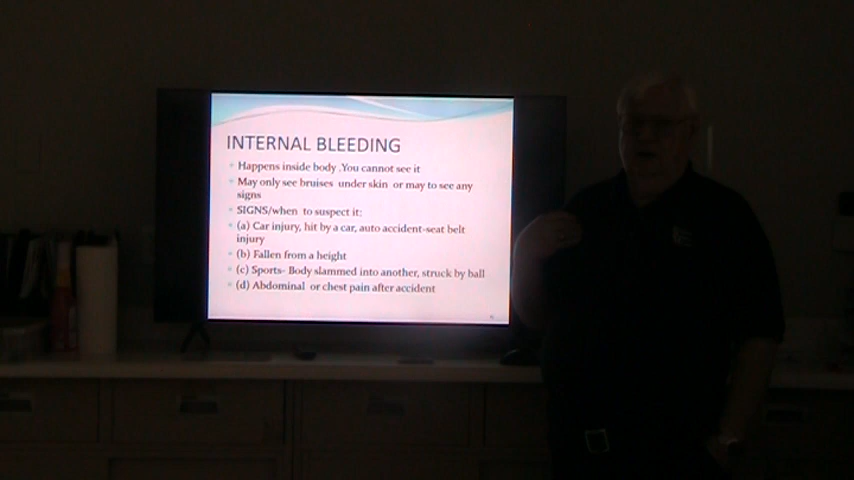 INTERNAL BLEEDING
Happens inside body .You cannot see it
May only see bruises under skin or may to see any
signs
SIGNS/when to suspect it:
(a) Car injury, hit by a car, auto accident-seat belt
injury
(b) Fallen from a height
(c) Sports- Body slammed into another, struck by ball
(d) Abdominal or chest pain after accident